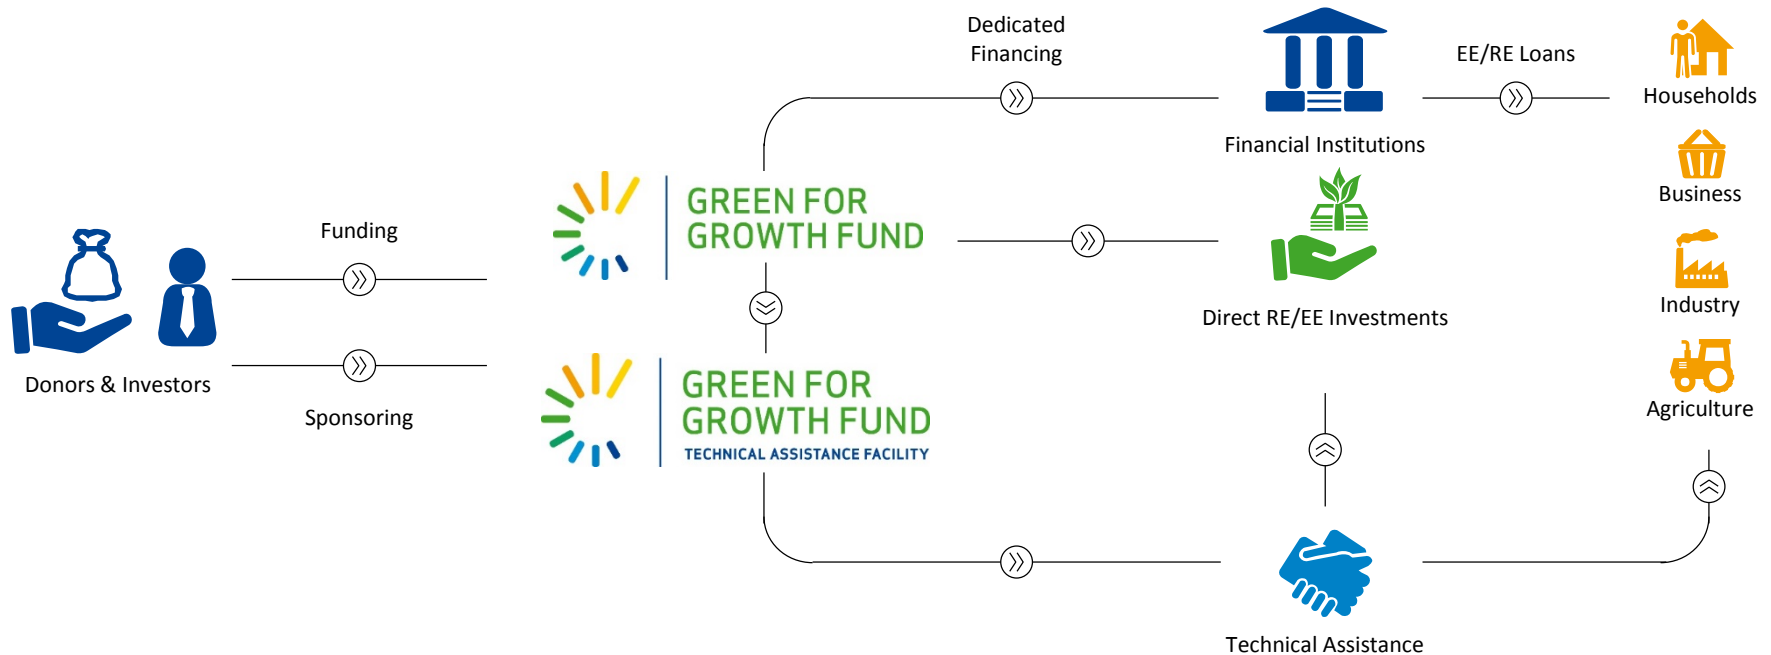 Donors & Investors
Funding
Sponsoring
GREEN FOR
GROWTH FUND
GREEN FOR
GROWTH FUND
TECHNICAL ASSISTANCE FACILITY
Dedicated
Financing
Financial Institutions
EE/RE Loans
Direct RE/EE Investments
Technical Assistance
Households
Business
Industry
Agriculture